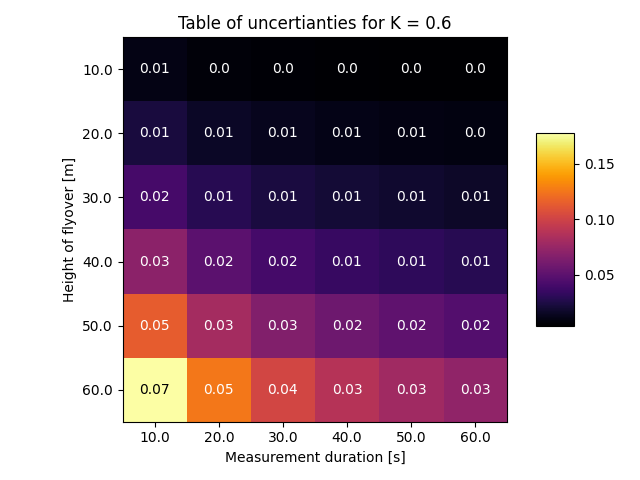 Table of uncertianties for K = 0.6
10.0 0.01 0.0 0.0 0.0 0.0 0.0
20.0 0.01 0.01 0.01 0.01 0.01 0.0
30.0 0.02 0.01 0.01 0.01 0.01 0.01
40.0 0.03 0.02 0.02 0.01 0.01 0.01
50.0 0.05 0.03 0.03 0.02 0.02 0.02
60.0 0.07 0.05 0.04 0.03 0.03 0.03
10.0 20.0 30.0 40.0 50.0 60.0
Measurement duration [s]
Height of flyover [m]
0.15
0.10
0.05